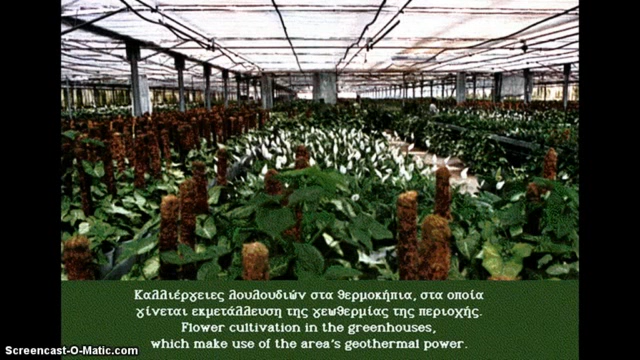 Καλλιέργειες λουλουδιών στα θερμοκήπια, στα οποία
γίνεται εκμετάλλευση της γεωθερμίας της περιοχής.
Flower cultivation in the greenhouses,
which make use of the area's geothermal power.
Screencast-O-Matic.com